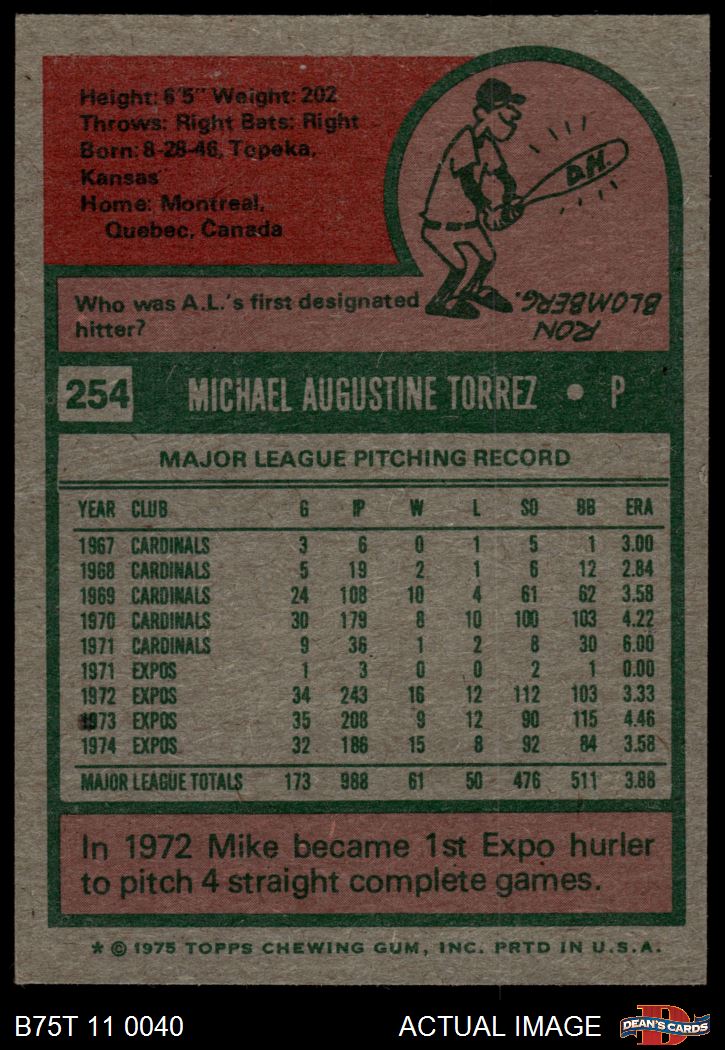 Height: 6'5" Weight: 202
Throws: Right Bats: Right
Born: 8-28-46, Topeka,
Kansas
Home: Montreal,
Quebec, Canada
D.H.
Who was A.L.'s first designated
hitter?
RON
BLOMBERG.
254 MICHAEL AUGUSTINE TORREZ • P
MAJOR LEAGUE PITCHING RECORD
YEAR CLUB G IP W L SO BB ERA
1967 CARDINALS 3 6 0 1 5 1 3.00
1968 CARDINALS 5 19 2 1 6 12 2.84
1969 CARDINALS 24 108 10 4 61 62 3.58
1970 CARDINALS 30 179 8 10 100 103 4.22
1971 CARDINALS 9 36 1 2 8 30 6.00
1971 EXPOS 1 3 0 0 2 1 0.00
1972 EXPOS 34 243 16 12 112 103 3.33
1973 EXPOS 35 208 9 12 90 115 4.46
1974 EXPOS 32 186 15 8 92 84 3.58
MAJOR LEAGUE TOTALS 173 988 61 50 476 511 3.88
In 1972 Mike became 1st Expo hurler
to pitch 4 straight complete games.
* © 1975 TOPPS CHEWING GUM, INC. PRTD IN U.S.A.
B75T 11 0040 ACTUAL IMAGE
D
DEAN'S CARDS